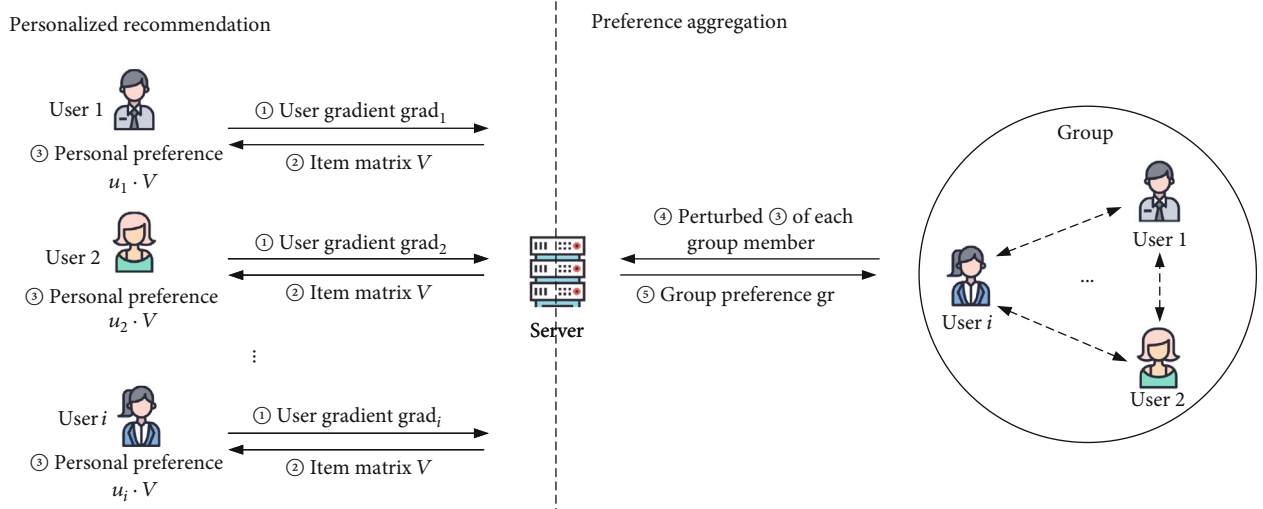 Personalized recommendation
Preference aggregation
User 1
① User gradient grad₁
② Item matrix V
③ Personal preference
u₁ · V
User 2
① User gradient grad₂
② Item matrix V
③ Personal preference
u₂ · V
⋮
User i
① User gradient gradᵢ
② Item matrix V
③ Personal preference
uᵢ · V
Server
④ Perturbed ③ of each
group member
⑤ Group preference gr
Group
User 1
...
User i
User 2